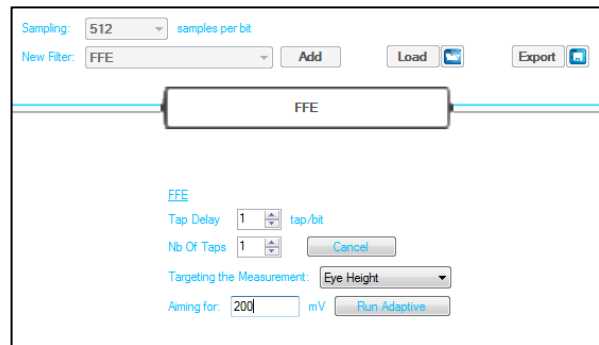 Sampling: 512 samples per bit
New Filter: FFE Add Load Export
FFE
FFE
Tap Delay 1 tap/bit
Nb Of Taps 1 Cancel
Targeting the Measurement: Eye Height
Aiming for: 200 mV Run Adaptive